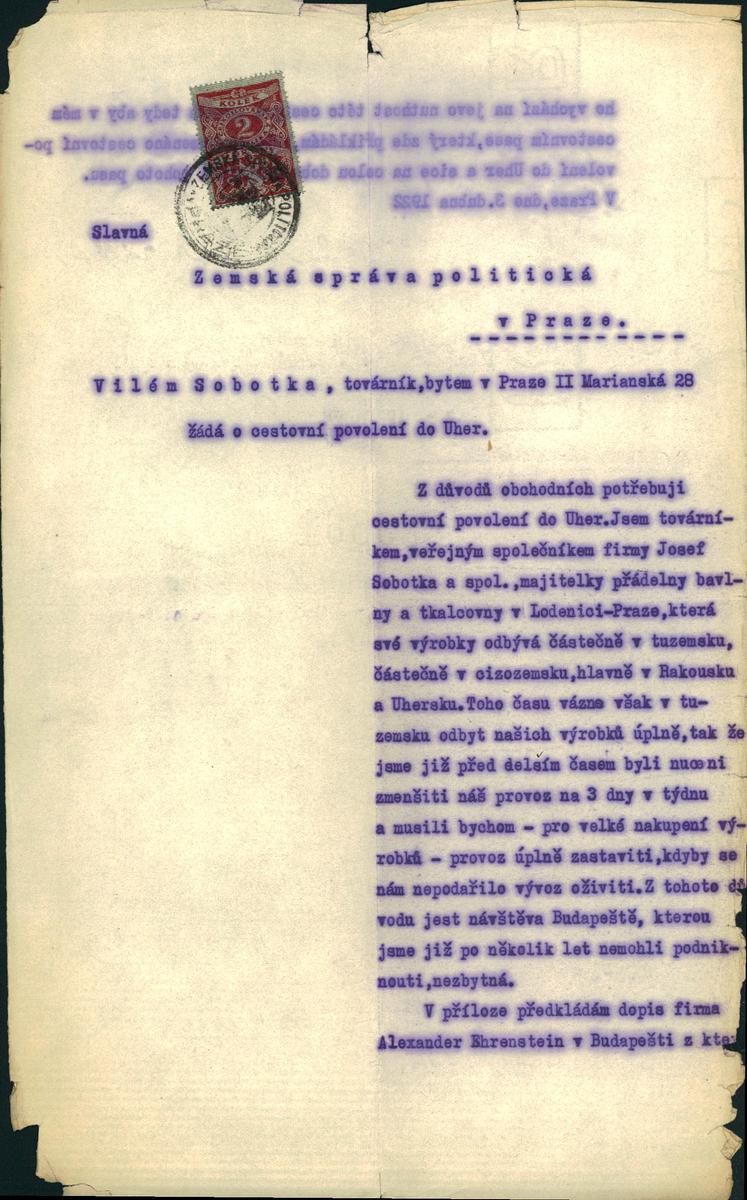 KOLEK
2
ZEMSKÁ SPRÁVA POLITICKÁ
Slavná
Zemská správa politická
v Praze.
Vilém Sobotka, továrník,bytem v Praze II Marianská 28
žádá o cestovní povolení do Uher.
Z důvodů obchodních potřebuji
cestovní povolení do Uher.Jsem tovární-
kem,veřejným společníkem firmy Josef
Sobotka a spol.,majitelky přádelny bavl-
ny a tkalcovny v Lodenici-Praze,která
své výrobky odbývá částečně v tuzemsku,
částečně v cizozemsku,hlavně v Rakousku
a Uhersku.Toho času vázne však v tu-
zemsku odbyt našich výrobků úplně,tak že
jsme již před delsím časem byli nuceni
zmenšiti náš provoz na 3 dny v týdnu
a musili bychom - pro velké nakupení vý-
robků - provoz úplně zastaviti,kdyby se
nám nepodařilo vývoz oživiti.Z tohoto dů
vodu jest návštěva Budapeště, kterou
jsme již po několik let nemohli podnik-
nouti,nezbytná.
V příloze předkládám dopis firma
Alexander Ehrenstein v Budapešti z kte